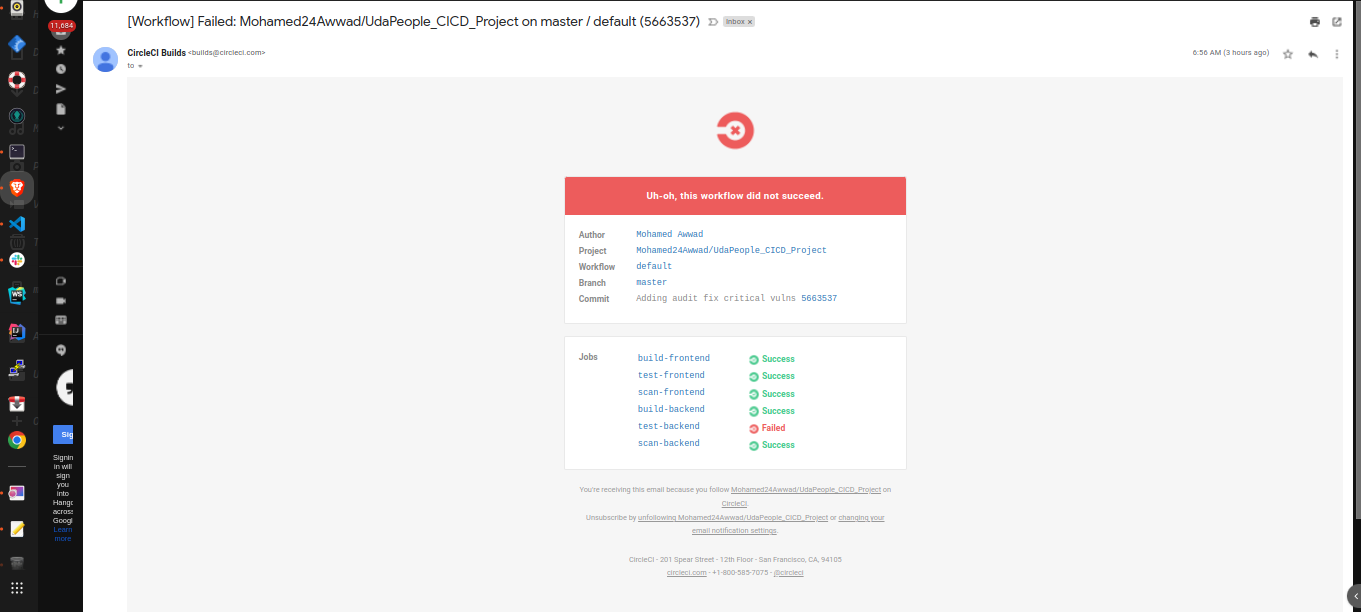 [Workflow] Failed: Mohamed24Awwad/UdaPeople_CICD_Project on master / default (5663537)
Inbox x
11,684
CircleCI Builds <builds@circleci.com>
6:56 AM (3 hours ago)
to
Uh-oh, this workflow did not succeed.
Author Mohamed Awwad
Project Mohamed24Awwad/UdaPeople_CICD_Project
Workflow default
Branch master
Commit Adding audit fix critical vulns 5663537
Jobs
build-frontend Success
test-frontend Success
scan-frontend Success
build-backend Success
test-backend Failed
scan-backend Success
Sig
Signin
in will
sign
you
into
Hang
across
Googl
Learn
more
You're receiving this email because you follow Mohamed24Awwad/UdaPeople_CICD_Project on
CircleCI.
Unsubscribe by unfollowing Mohamed24Awwad/UdaPeople_CICD_Project or changing your
email notification settings.
CircleCI - 201 Spear Street - 12th Floor - San Francisco, CA, 94105
circleci.com - +1-800-585-7075 - @circleci